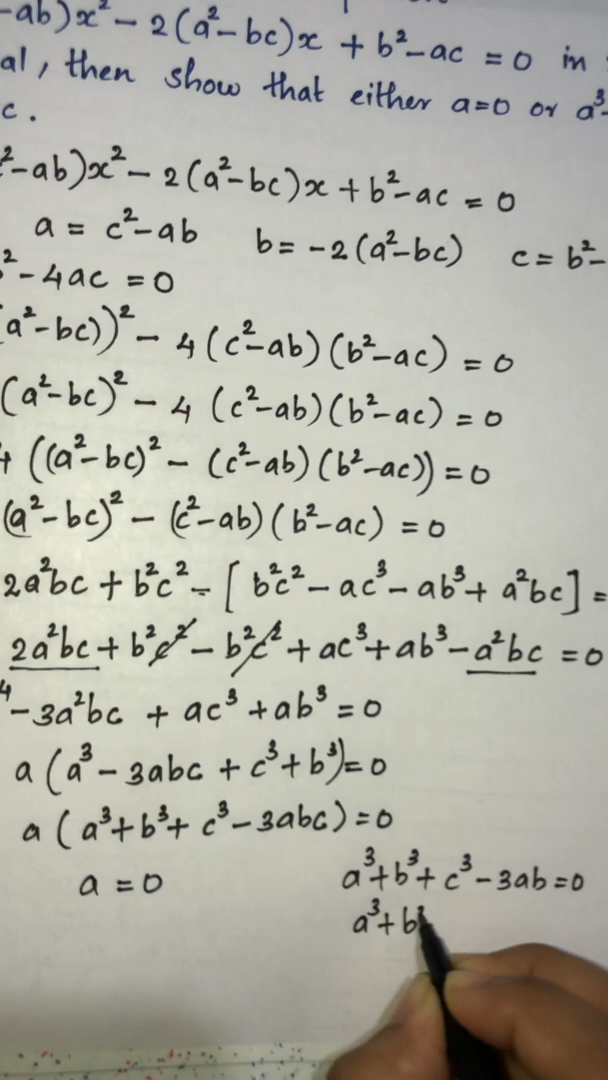 -ab)x² - 2(a²-bc)x + b²-ac = 0 in
al, then show that either a=0 or a³-
c.
²-ab)x² - 2(a²-bc)x + b²-ac = 0
a = c²-ab b = -2(a²-bc) c = b²-
²-4ac = 0
a²-bc))² - 4(c²-ab)(b²-ac) = 0
(a²-bc)² - 4(c²-ab)(b²-ac) = 0
4((a²-bc)² - (c²-ab)(b²-ac)) = 0
(a²-bc)² - (c²-ab)(b²-ac) = 0
2a²bc + b²c² - [b²c² - ac³ - ab³ + a²bc] =
2a²bc + b²c² - b²c² + ac³ + ab³ - a²bc = 0
4 - 3a²bc + ac³ + ab³ = 0
a(a³ - 3abc + c³ + b³) = 0
a(a³ + b³ + c³ - 3abc) = 0
a = 0 a³ + b³ + c³ - 3ab = 0
a³ + b³